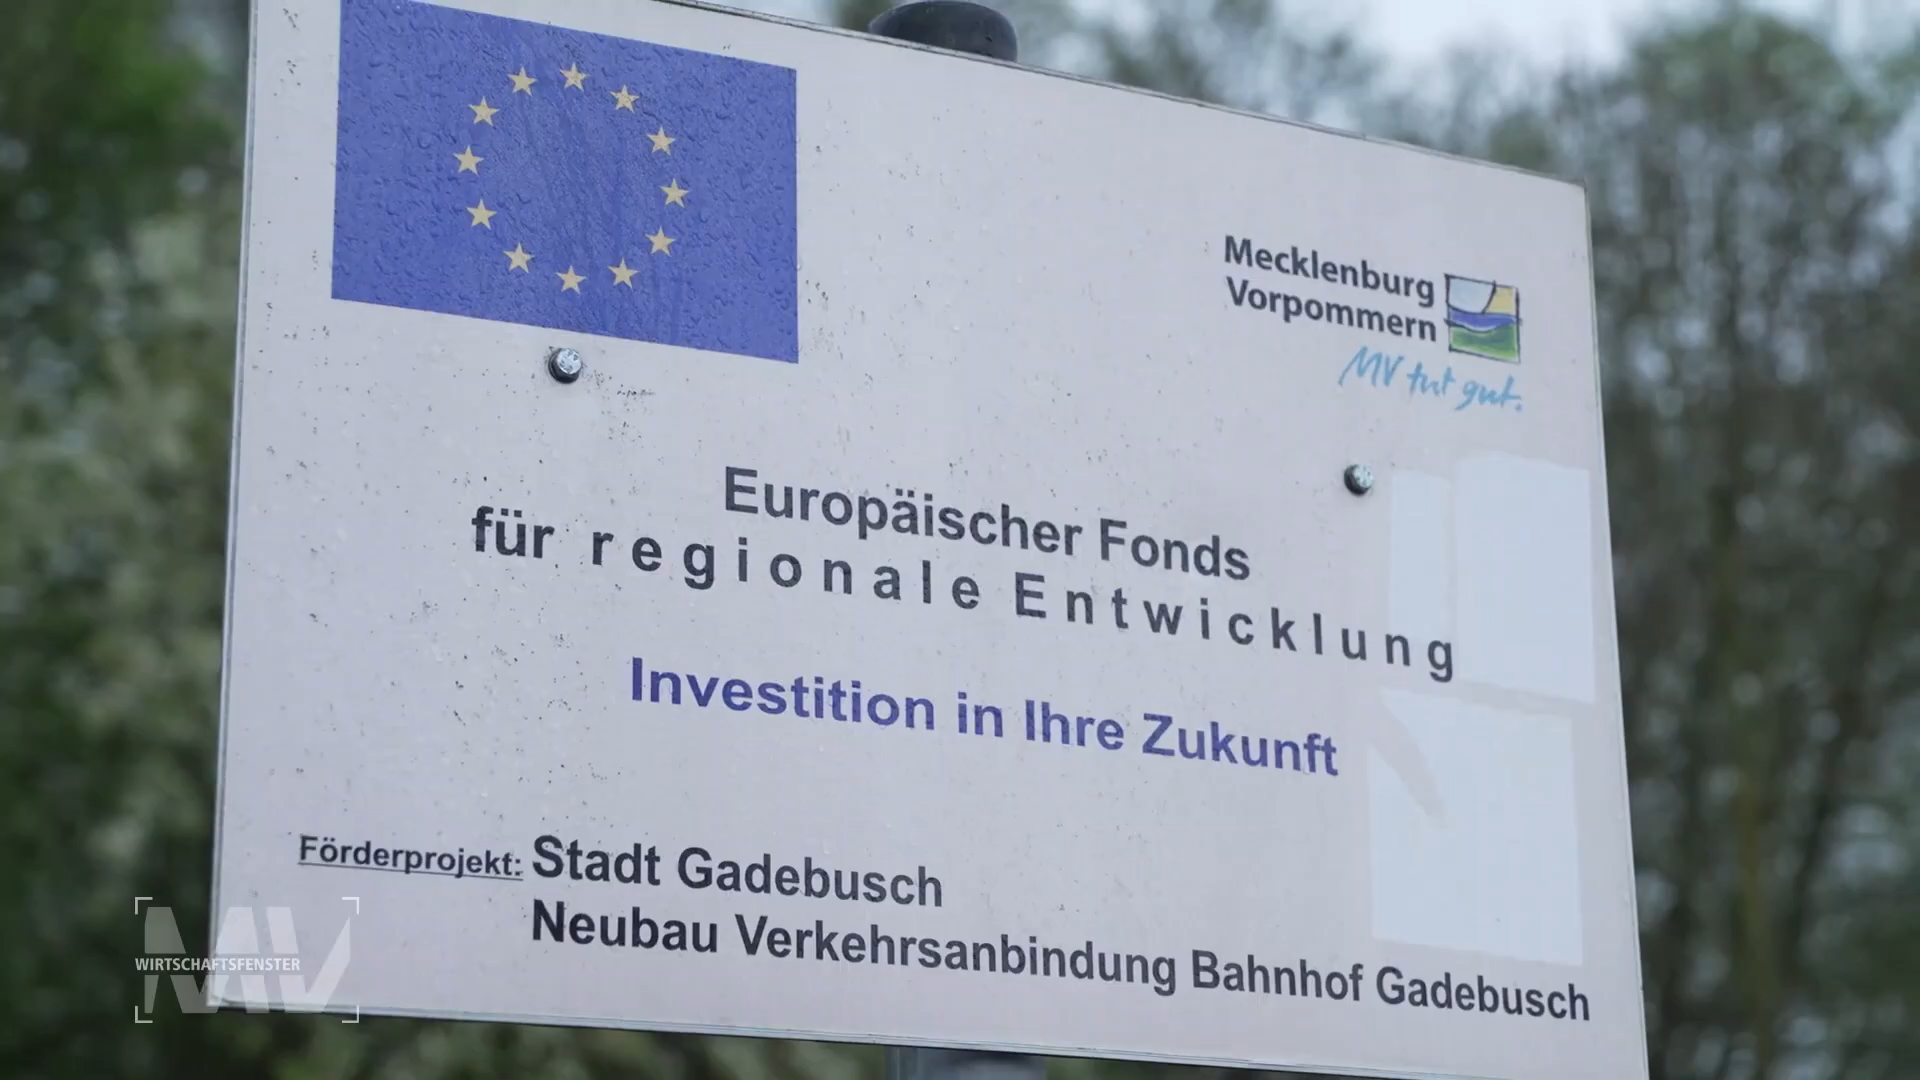 Mecklenburg
Vorpommern
MV tut gut.
Europäischer Fonds
für regionale Entwicklung
Investition in Ihre Zukunft
Förderprojekt: Stadt Gadebusch
Neubau Verkehrsanbindung Bahnhof Gadebusch
MV
WIRTSCHAFTSFENSTER